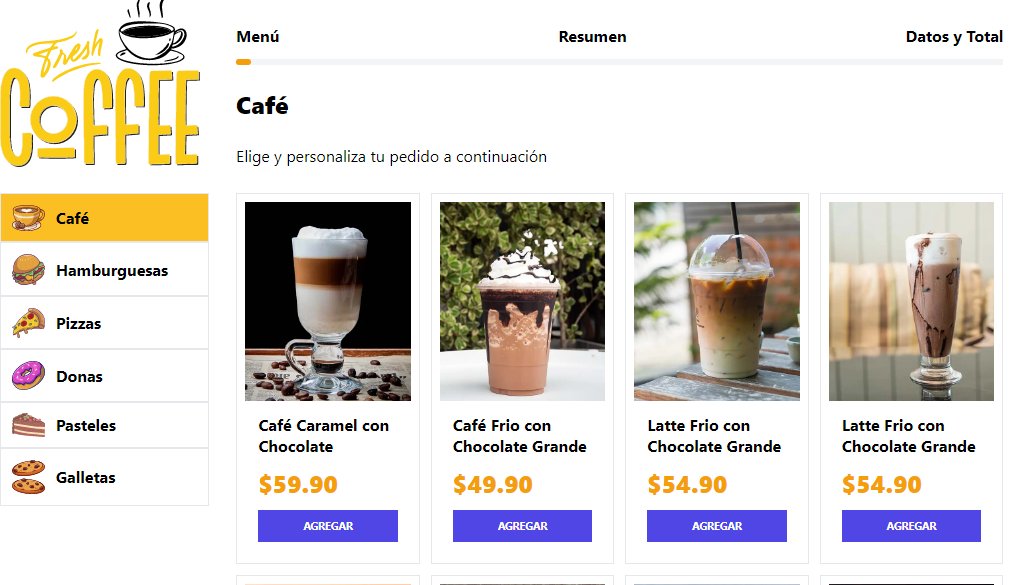 Fresh
COFFEE
Menú
Resumen
Datos y Total
Café
Elige y personaliza tu pedido a continuación
Café
Hamburguesas
Pizzas
Donas
Pasteles
Galletas
Café Caramel con
Chocolate
$59.90
AGREGAR
Café Frio con
Chocolate Grande
$49.90
AGREGAR
Latte Frio con
Chocolate Grande
$54.90
AGREGAR
Latte Frio con
Chocolate Grande
$54.90
AGREGAR